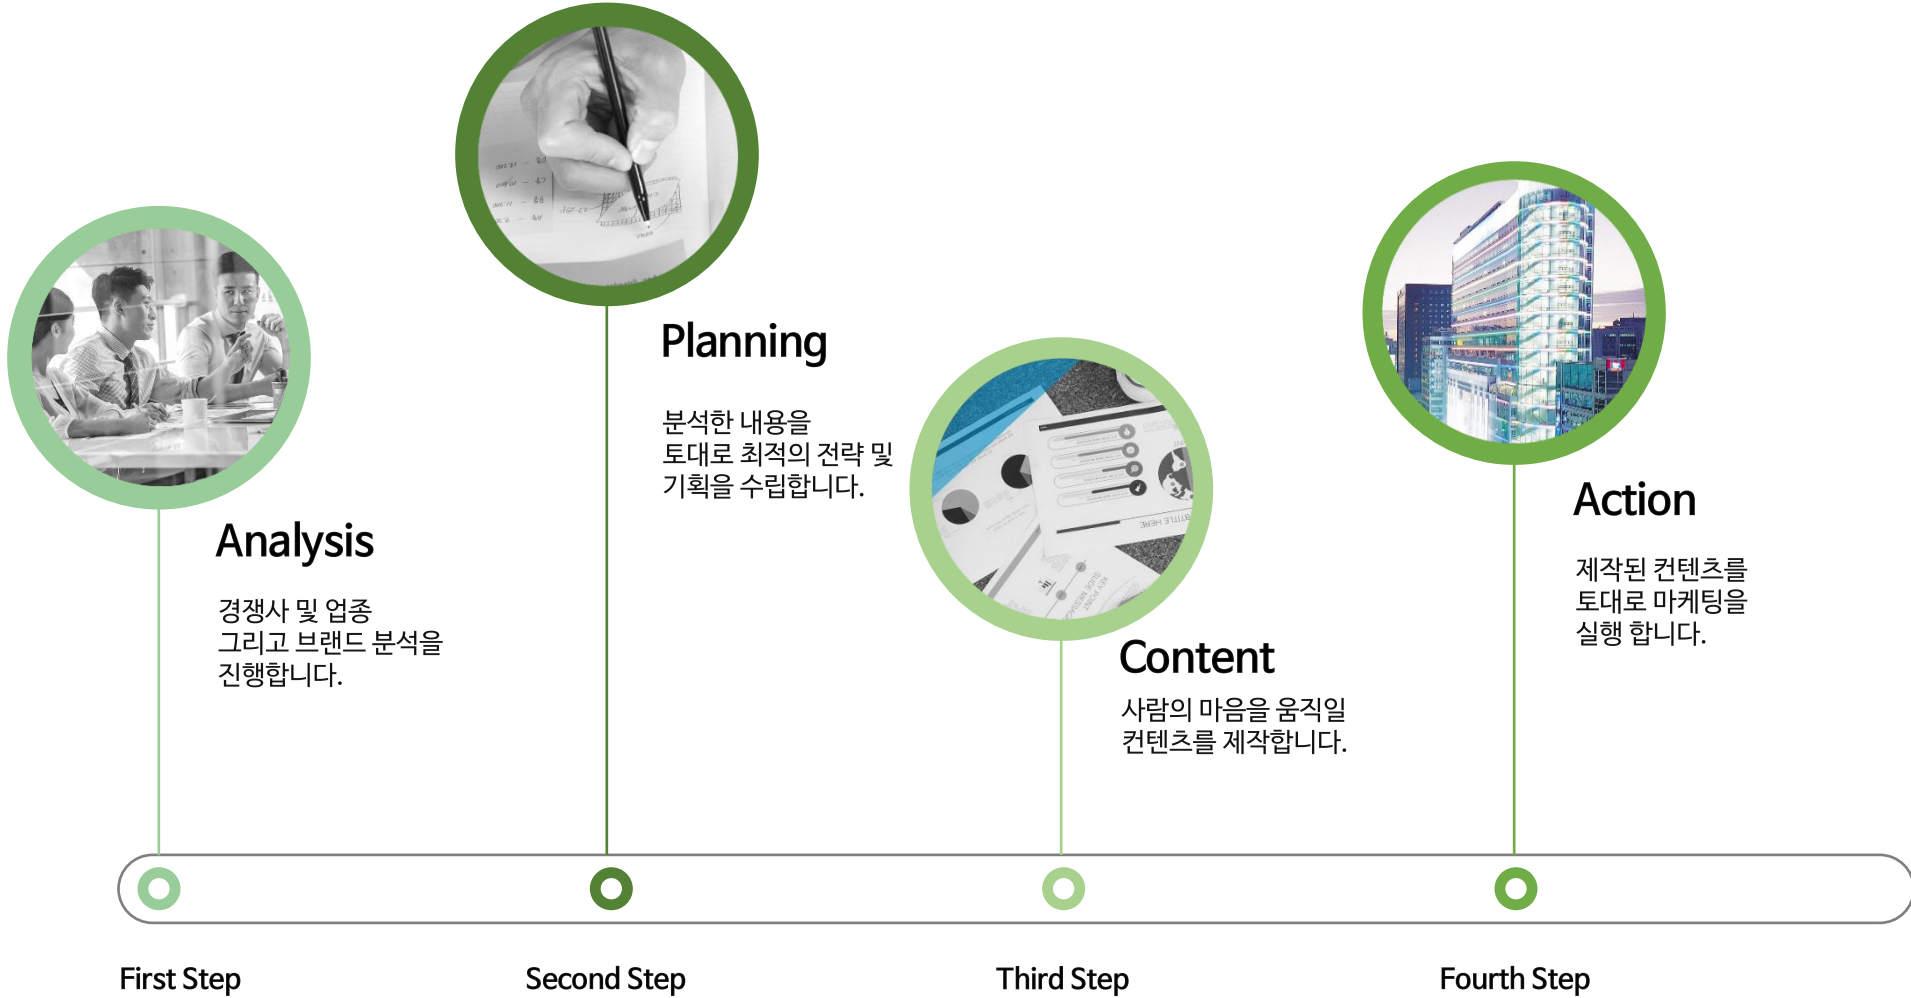 Planning
분석한 내용을
토대로 최적의 전략 및
기획을 수립합니다.
Analysis
경쟁사 및 업종
그리고 브랜드 분석을
진행합니다.
Content
사람의 마음을 움직일
컨텐츠를 제작합니다.
Action
제작된 컨텐츠를
토대로 마케팅을
실행 합니다.
KEY POINT
SLIDE MESSAGE
First Step
Second Step
Third Step
Fourth Step